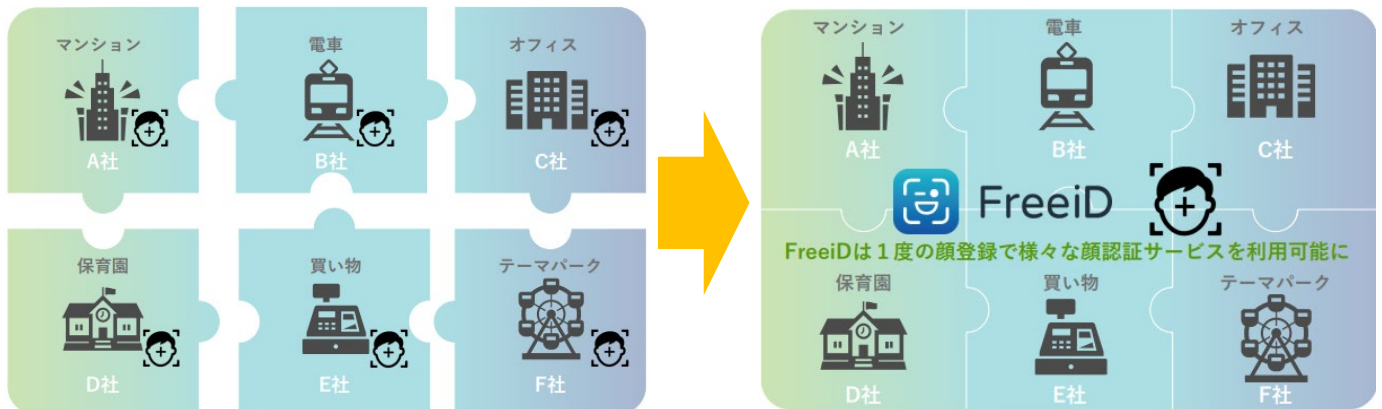 マンション
電車
オフィス
A社
B社
C社
保育園
買い物
テーマパーク
D社
E社
F社
マンション
電車
オフィス
A社
B社
C社
FreeiD
FreeiDは1度の顔登録で様々な顔認証サービスを利用可能に
保育園
買い物
テーマパーク
D社
E社
F社